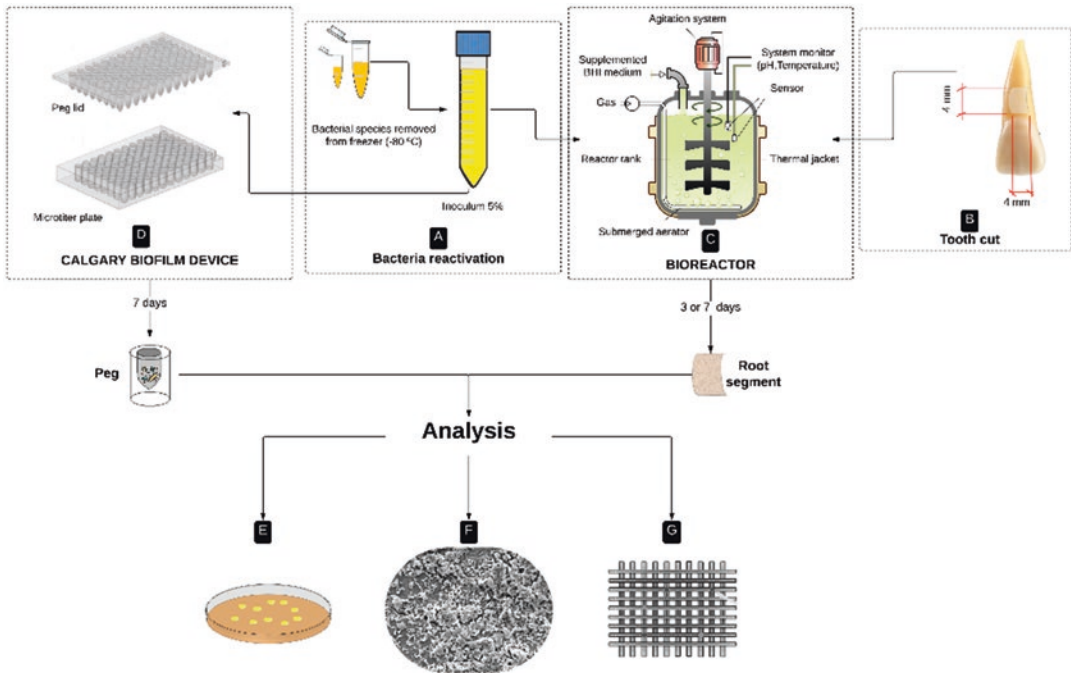 Peg lid
Microtiter plate
D
CALGARY BIOFILM DEVICE
Bacterial species removed
from freezer (-80 ºC)
Inoculum 5%
A
Bacteria reactivation
Agitation system
Supplemented
BHI medium
System monitor
(pH,Temperature)
Sensor
Gas
Reactor rank
Thermal jacket
Submerged aerator
C
BIOREACTOR
4 mm
4 mm
B
Tooth cut
7 days
3 or 7 days
Peg
Root
segment
Analysis
E
F
G